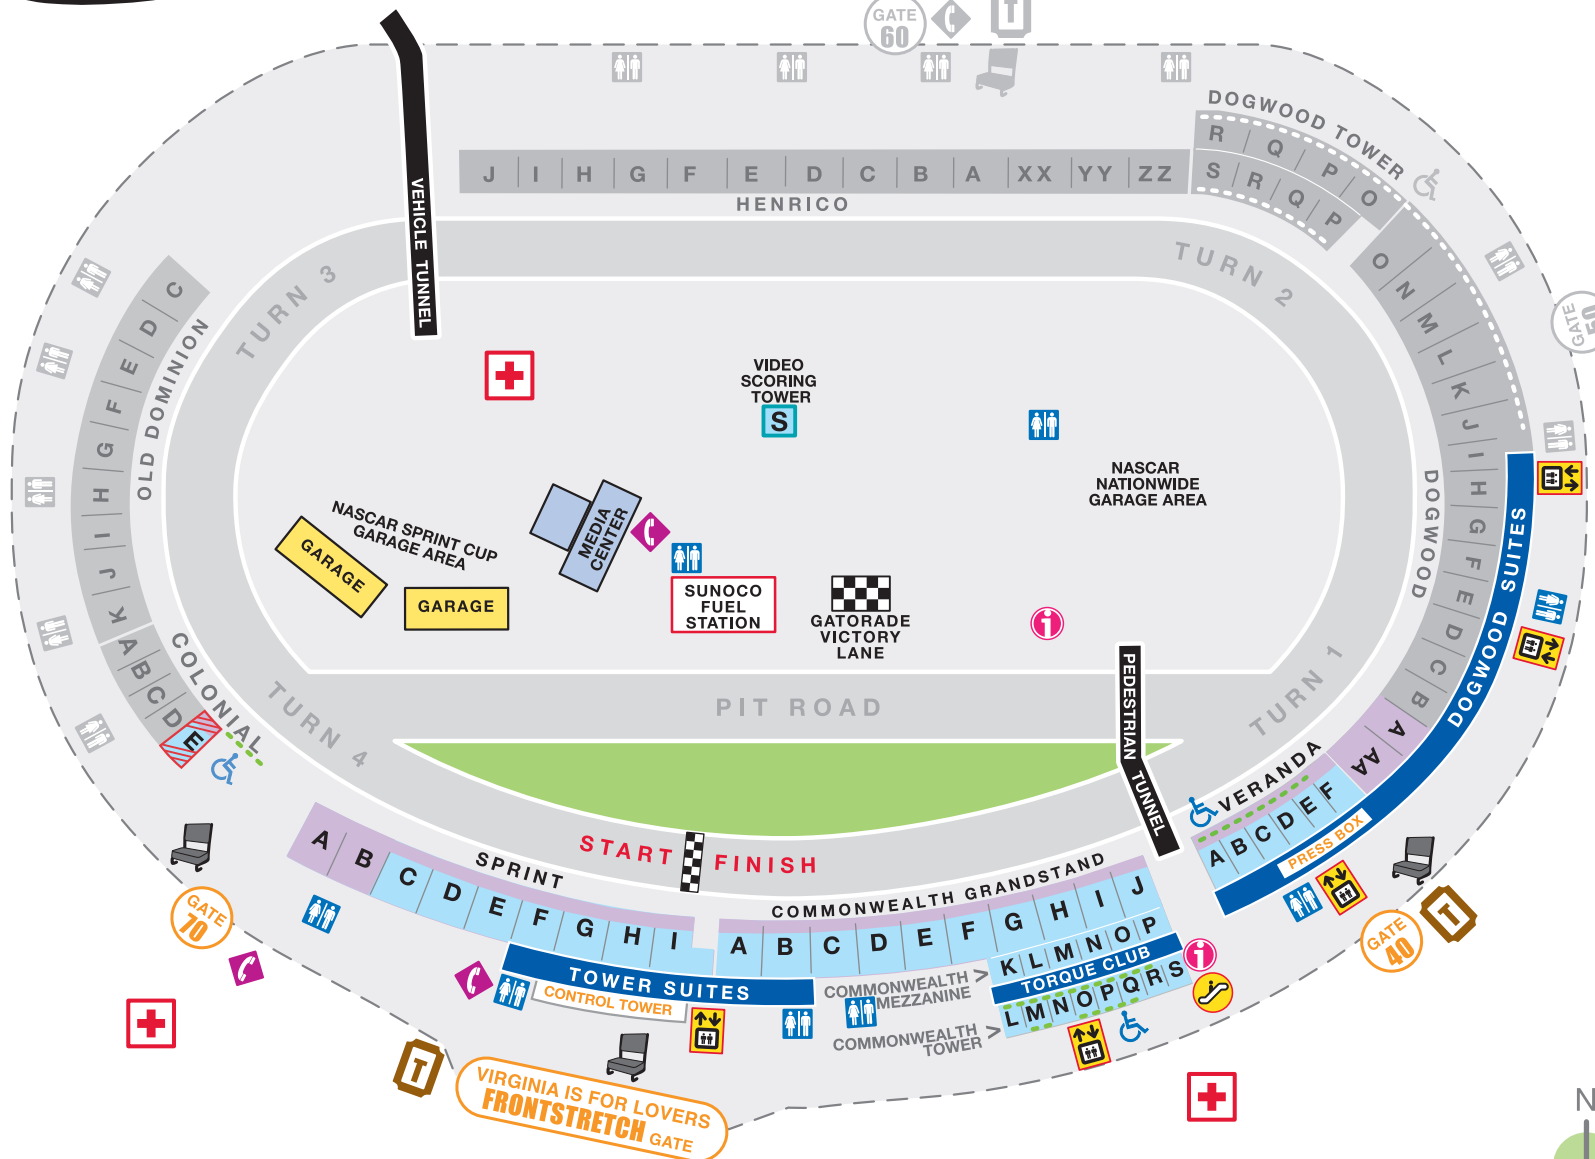 GATE
60
T
DOGWOOD TOWER
R Q P O
S R Q P
J I H G F E D C B A XX YY ZZ
HENRICO
VEHICLE TUNNEL
TURN 3
TURN 2
GATE
50
C D E F G H I J K
OLD DOMINION
O N M L K J I H G F E D C B
A AA
DOGWOOD
DOGWOOD SUITES
VIDEO
SCORING
TOWER
S
NASCAR
NATIONWIDE
GARAGE AREA
NASCAR SPRINT CUP
GARAGE AREA
GARAGE
GARAGE
MEDIA
CENTER
SUNOCO
FUEL
STATION
GATORADE
VICTORY
LANE
i
PEDESTRIAN TUNNEL
PIT ROAD
A B C D E
COLONIAL
TURN 4
TURN 1
VERANDA
A B C D E F
PRESS BOX
START FINISH
SPRINT
A B C D E F G H I
COMMONWEALTH GRANDSTAND
A B C D E F G H I J
K L M N O P
TORQUE CLUB
L M N O P Q R S
COMMONWEALTH >
MEZZANINE
COMMONWEALTH >
TOWER
i
TOWER SUITES
CONTROL TOWER
GATE
70
GATE
40
T
T
VIRGINIA IS FOR LOVERS
FRONTSTRETCH GATE
N